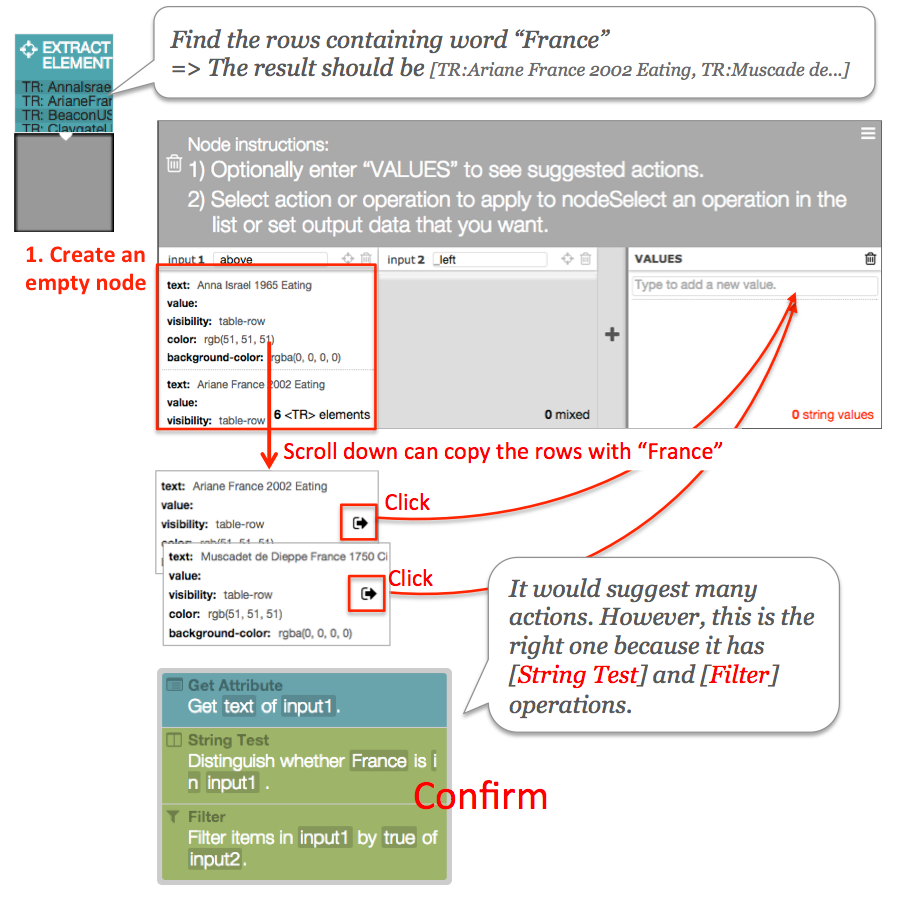 Find the rows containing word “France”
=> The result should be [TR:Ariane France 2002 Eating, TR:Muscade de...]
EXTRACT
ELEMENT
TR: AnnaIsrae
TR: ArianeFran
TR: BeaconUS
TR: Claygatel
Node instructions:
1) Optionally enter “VALUES” to see suggested actions.
2) Select action or operation to apply to nodeSelect an operation in the
list or set output data that you want.
1. Create an
empty node
input 1 above
input 2 _left
VALUES
text: Anna Israel 1965 Eating
value:
visibility: table-row
color: rgb(51, 51, 51)
background-color: rgba(0, 0, 0, 0)
text: Ariane France 2002 Eating
value:
visibility: table-row
6 <TR> elements
0 mixed
+
Type to add a new value.
0 string values
Scroll down can copy the rows with “France”
text: Ariane France 2002 Eating
value:
visibility: table-row
color: rgb(51, 51, 51)
Click
text: Muscadet de Dieppe France 1750 Ci
value:
visibility: table-row
color: rgb(51, 51, 51)
background-color: rgba(0, 0, 0, 0)
Click
It would suggest many
actions. However, this is the
right one because it has
[String Test] and [Filter]
operations.
Get Attribute
Get text of input1.
String Test
Distinguish whether France is i
n input1 .
Filter
Filter items in input1 by true of
input2.
Confirm